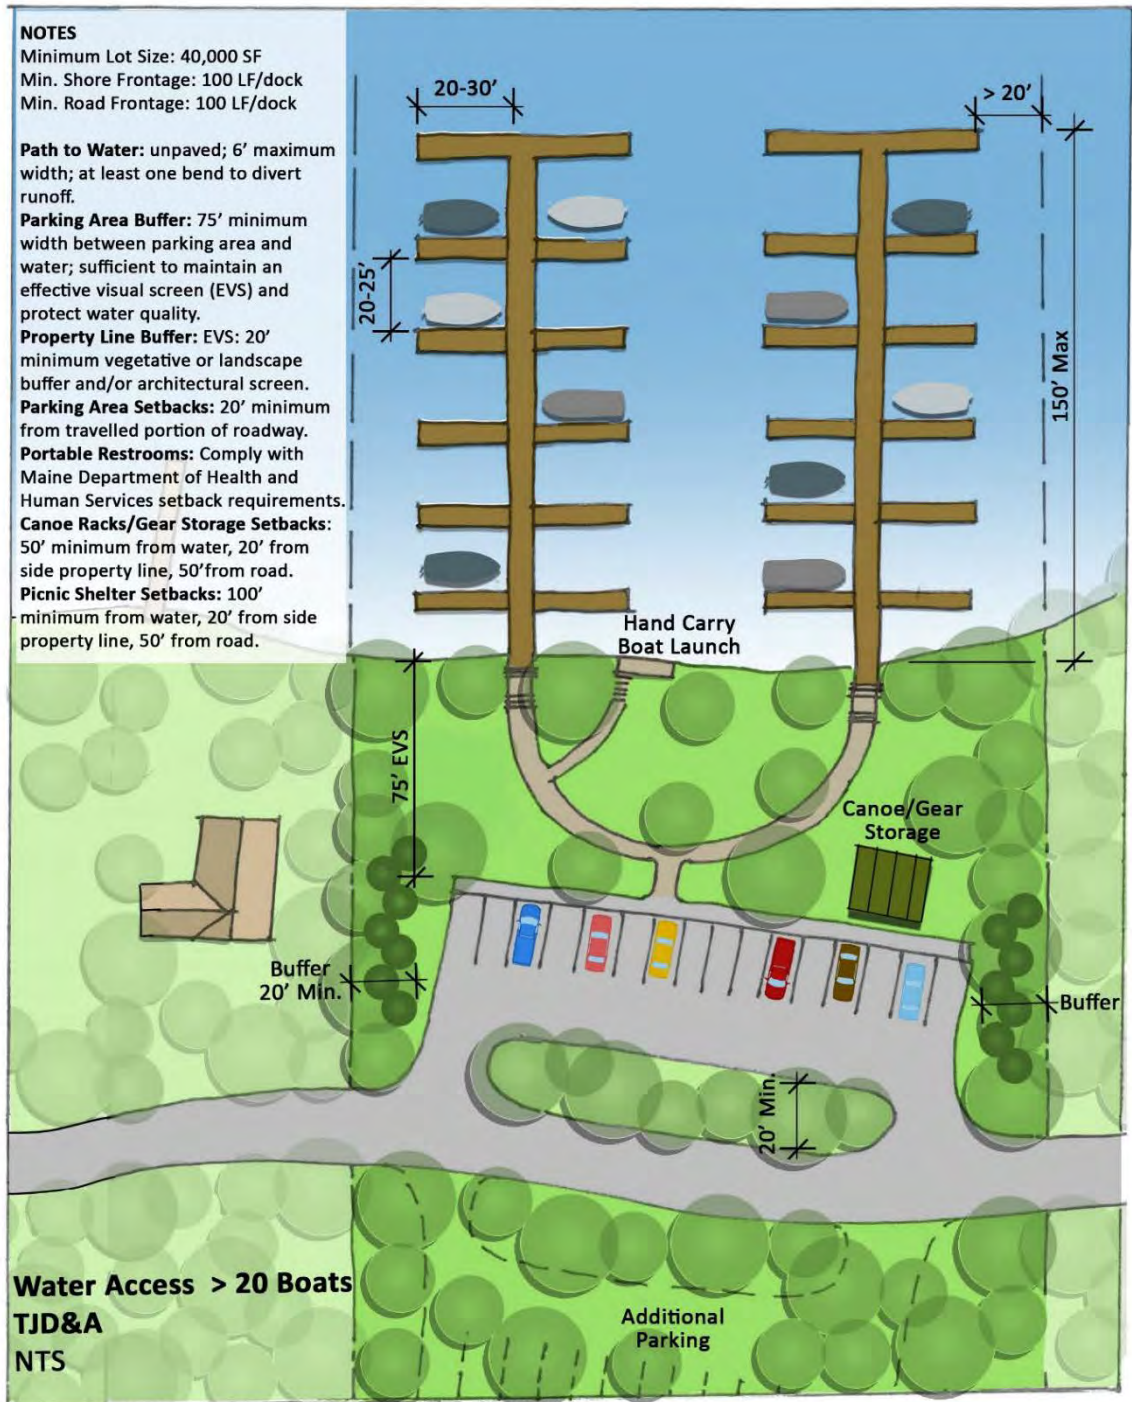 NOTES
Minimum Lot Size: 40,000 SF
Min. Shore Frontage: 100 LF/dock
Min. Road Frontage: 100 LF/dock
Path to Water: unpaved; 6' maximum
width; at least one bend to divert
runoff.
Parking Area Buffer: 75' minimum
width between parking area and
water; sufficient to maintain an
effective visual screen (EVS) and
protect water quality.
Property Line Buffer: EVS: 20'
minimum vegetative or landscape
buffer and/or architectural screen.
Parking Area Setbacks: 20' minimum
from travelled portion of roadway.
Portable Restrooms: Comply with
Maine Department of Health and
Human Services setback requirements.
Canoe Racks/Gear Storage Setbacks:
50' minimum from water, 20' from
side property line, 50'from road.
Picnic Shelter Setbacks: 100'
minimum from water, 20' from side
property line, 50' from road.
20-30'
> 20'
20-25'
150' Max
Hand Carry
Boat Launch
75' EVS
Canoe/Gear
Storage
Buffer
20' Min.
Buffer
20' Min.
Additional
Parking
Water Access > 20 Boats
TJD&A
NTS